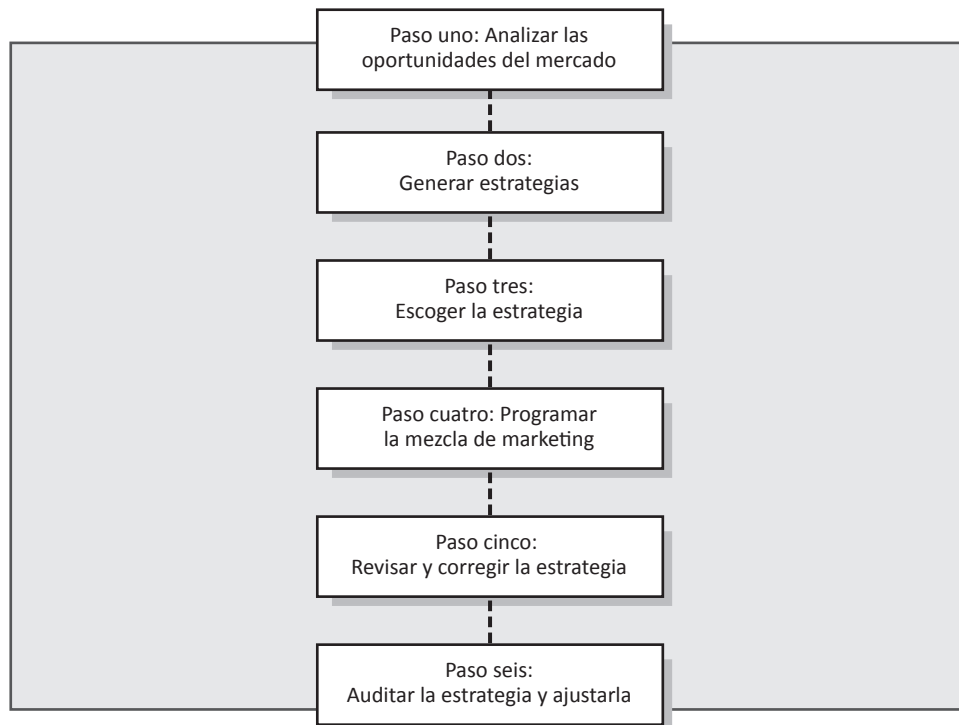 Paso uno: Analizar las
oportunidades del mercado
Paso dos:
Generar estrategias
Paso tres:
Escoger la estrategia
Paso cuatro: Programar
la mezcla de marketing
Paso cinco:
Revisar y corregir la estrategia
Paso seis:
Auditar la estrategia y ajustarla